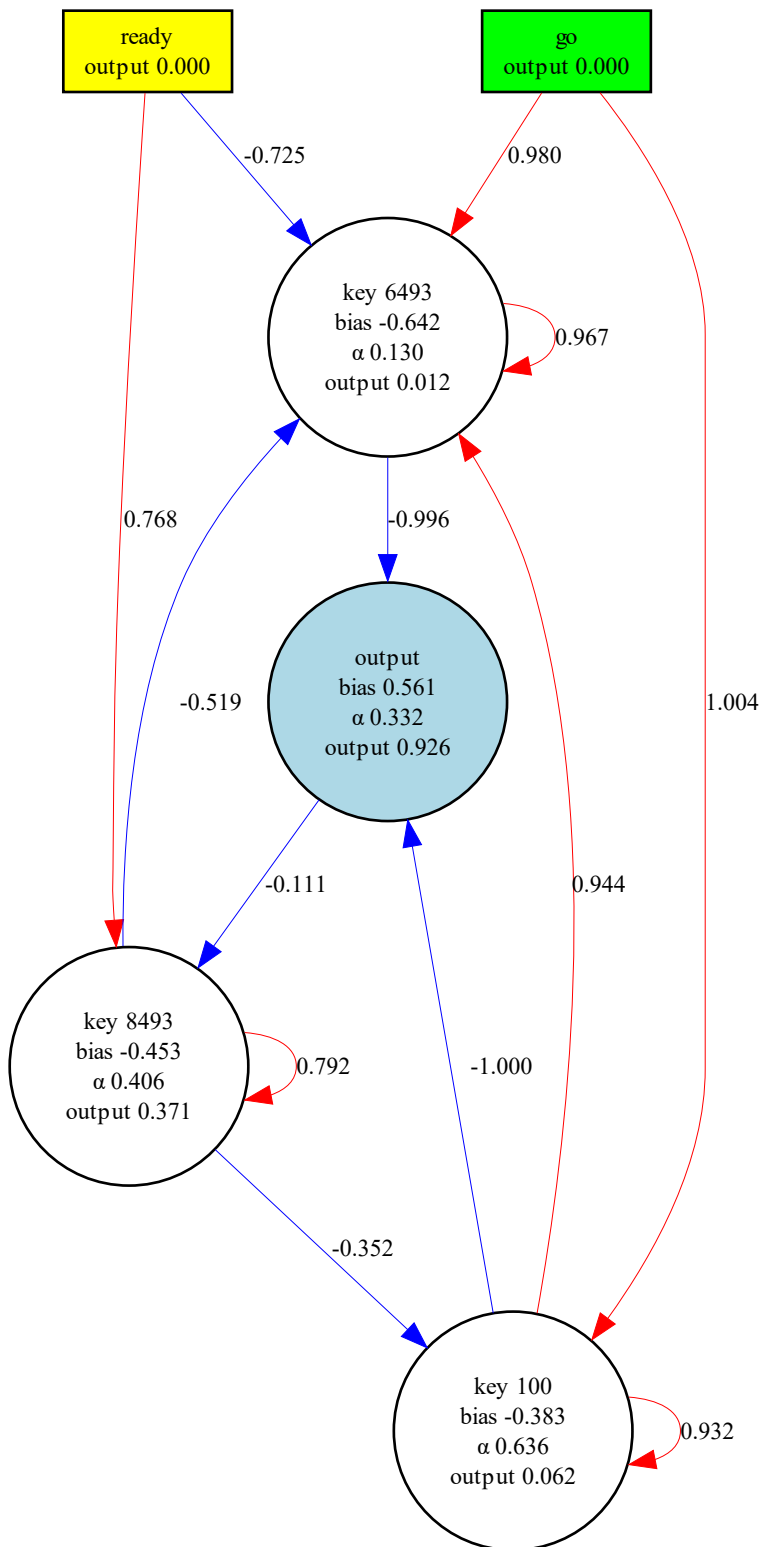 ready
output 0.000
go
output 0.000
-0.725
0.980
key 6493
bias -0.642
α 0.130
output 0.012
0.967
0.768
-0.996
-0.519
output
bias 0.561
α 0.332
output 0.926
1.004
-0.111
0.944
key 8493
bias -0.453
α 0.406
output 0.371
0.792
-1.000
-0.352
key 100
bias -0.383
α 0.636
output 0.062
0.932